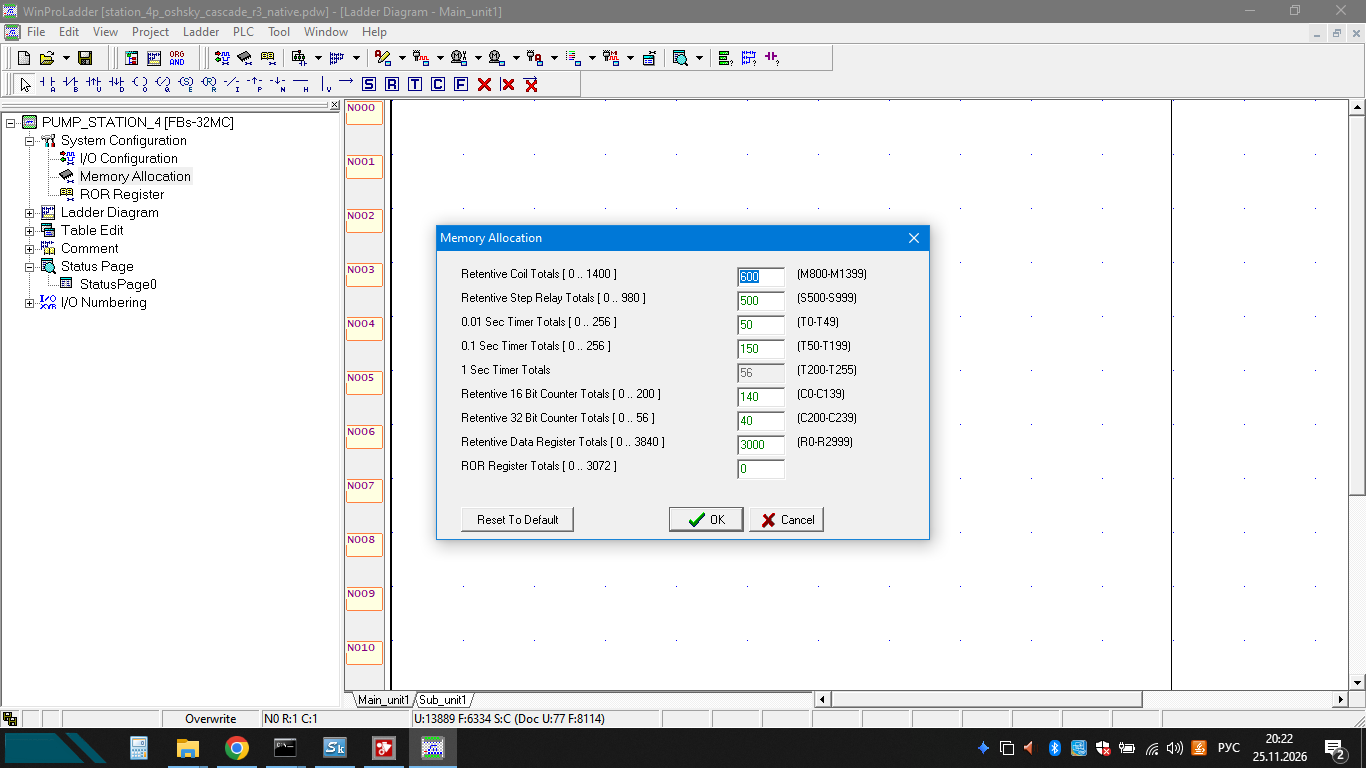 WinProLadder [station_4p_oshsky_cascade_r3_native.pdw] - [Ladder Diagram - Main_unit1]
File Edit View Project Ladder PLC Tool Window Help
ORG
AND
A B U D O Q S R I P N H V S R T C F
PUMP_STATION_4 [FBs-32MC]
System Configuration
I/O Configuration
Memory Allocation
ROR Register
Ladder Diagram
Table Edit
Comment
Status Page
StatusPage0
I/O Numbering
N000
N001
N002
N003
N004
N005
N006
N007
N008
N009
N010
Memory Allocation
Retentive Coil Totals [ 0 .. 1400 ] 600 (M800-M1399)
Retentive Step Relay Totals [ 0 .. 980 ] 500 (S500-S999)
0.01 Sec Timer Totals [ 0 .. 256 ] 50 (T0-T49)
0.1 Sec Timer Totals [ 0 .. 256 ] 150 (T50-T199)
1 Sec Timer Totals 56 (T200-T255)
Retentive 16 Bit Counter Totals [ 0 .. 200 ] 140 (C0-C139)
Retentive 32 Bit Counter Totals [ 0 .. 56 ] 40 (C200-C239)
Retentive Data Register Totals [ 0 .. 3840 ] 3000 (R0-R2999)
ROR Register Totals [ 0 .. 3072 ] 0
Reset To Default OK Cancel
Main_unit1 Sub_unit1
Overwrite N0 R:1 C:1 U:13889 F:6334 S:C (Doc U:77 F:8114)
Sk
РУС
20:22
25.11.2026
2